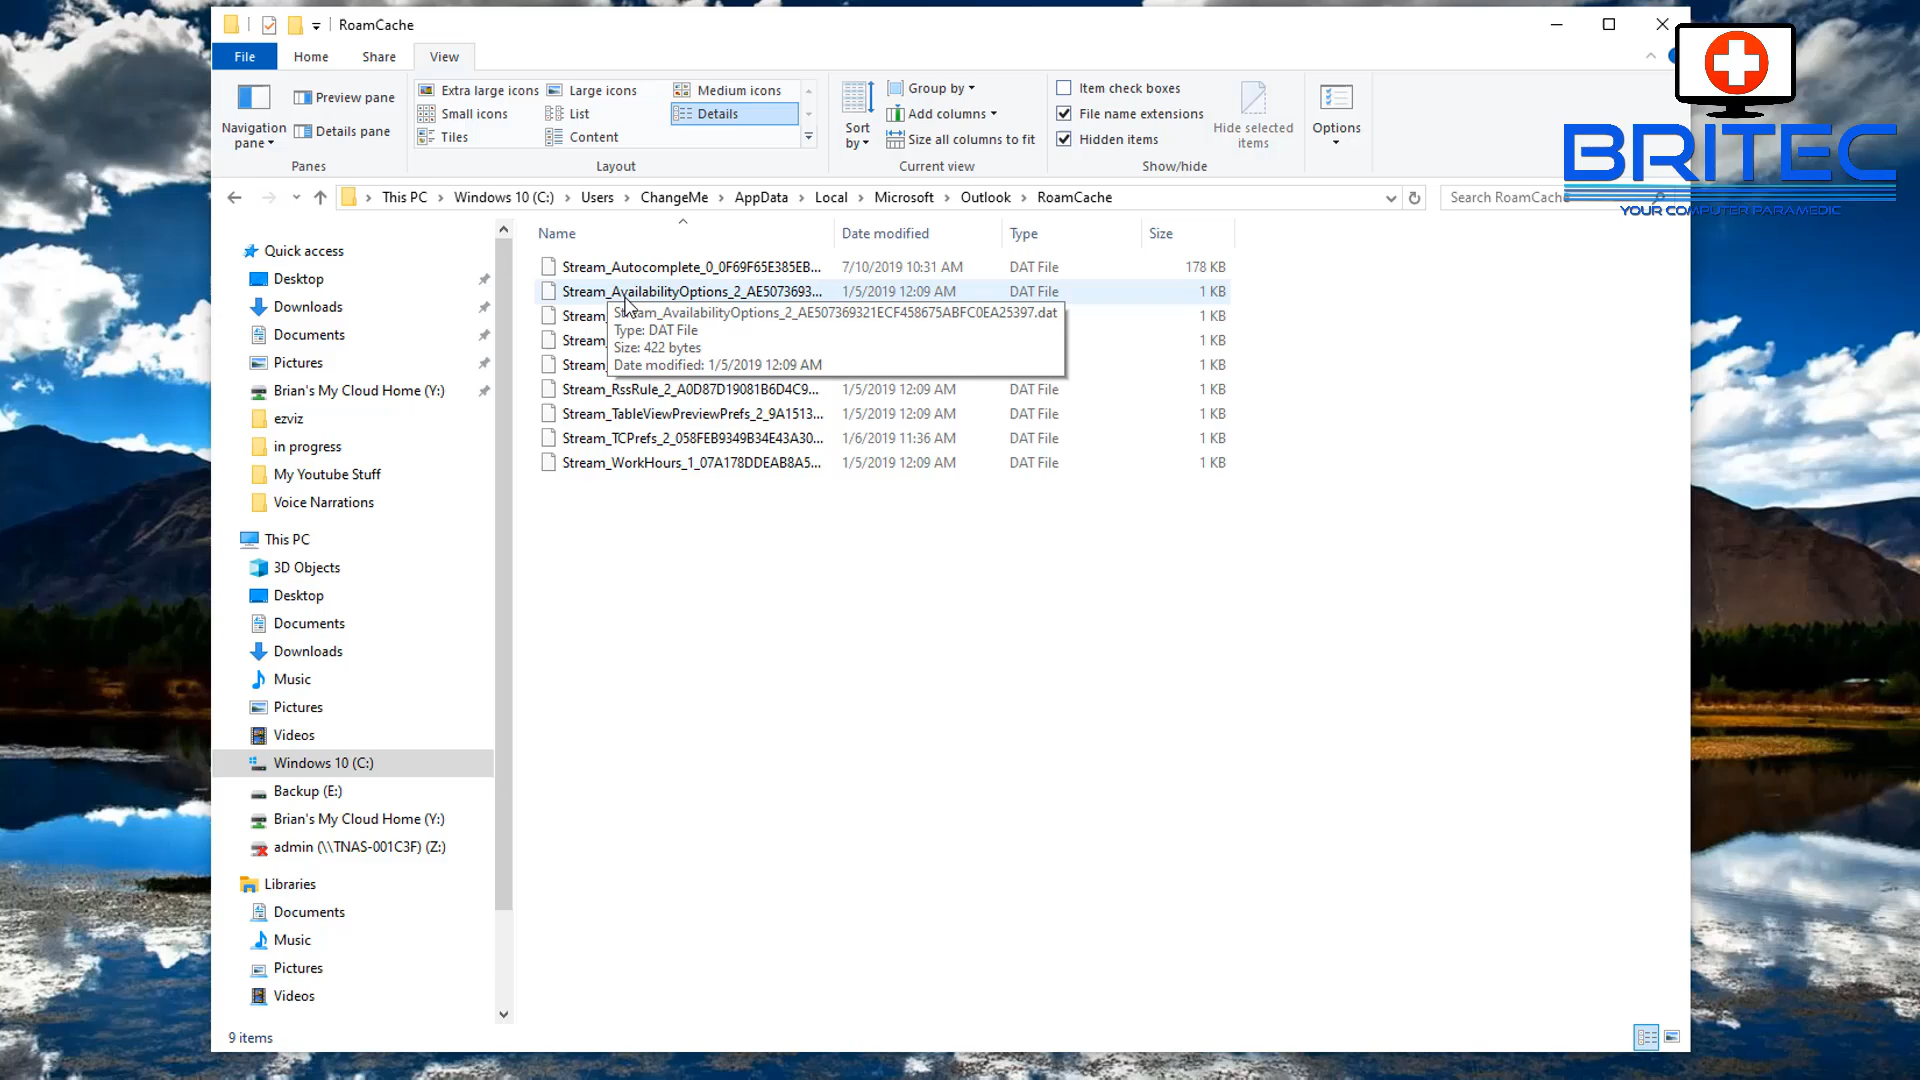 RoamCache
File Home Share View
Navigation pane
Preview pane
Details pane
Panes
Extra large icons Large icons Medium icons
Small icons List Details
Tiles Content
Layout
Sort by
Group by
Add columns
Size all columns to fit
Current view
Item check boxes
File name extensions
Hidden items
Hide selected items
Show/hide
Options
BRITEC
YOUR COMPUTER PARAMEDIC
This PC Windows 10 (C:) Users ChangeMe AppData Local Microsoft Outlook RoamCache
Search RoamCache
Quick access
Desktop
Downloads
Documents
Pictures
Brian's My Cloud Home (Y:)
ezviz
in progress
My Youtube Stuff
Voice Narrations
This PC
3D Objects
Desktop
Documents
Downloads
Music
Pictures
Videos
Windows 10 (C:)
Backup (E:)
Brian's My Cloud Home (Y:)
admin (\\TNAS-001C3F) (Z:)
Libraries
Documents
Music
Pictures
Videos
Name Date modified Type Size
Stream_Autocomplete_0_0F69F65E385EB... 7/10/2019 10:31 AM DAT File 178 KB
Stream_AvailabilityOptions_2_AE5073693... 1/5/2019 12:09 AM DAT File 1 KB
Stream_ 1 KB
Stream_ 1 KB
Stream_ 1 KB
Stream_AvailabilityOptions_2_AE507369321ECF458675ABFC0EA25397.dat
Type: DAT File
Size: 422 bytes
Date modified: 1/5/2019 12:09 AM
Stream_RssRule_2_A0D87D19081B6D4C9... 1/5/2019 12:09 AM DAT File 1 KB
Stream_TableViewPreviewPrefs_2_9A1513... 1/5/2019 12:09 AM DAT File 1 KB
Stream_TCPrefs_2_058FEB9349B34E43A30... 1/6/2019 11:36 AM DAT File 1 KB
Stream_WorkHours_1_07A178DDEAB8A5... 1/5/2019 12:09 AM DAT File 1 KB
9 items